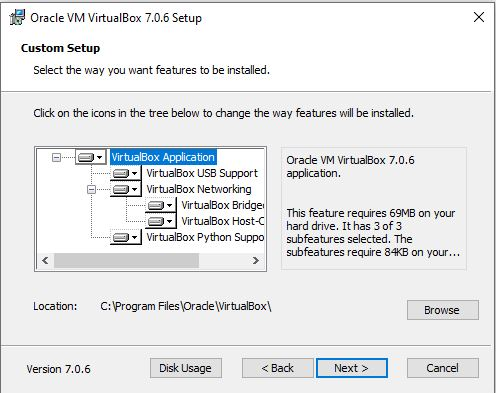 Oracle VM VirtualBox 7.0.6 Setup
Custom Setup
Select the way you want features to be installed.
Click on the icons in the tree below to change the way features will be installed.
VirtualBox Application
VirtualBox USB Support
VirtualBox Networking
VirtualBox Bridge
VirtualBox Host-C
VirtualBox Python Suppo
Oracle VM VirtualBox 7.0.6
application.
This feature requires 69MB on your
hard drive. It has 3 of 3
subfeatures selected. The
subfeatures require 84KB on your...
Location: C:\Program Files\Oracle\VirtualBox\
Browse
Version 7.0.6
Disk Usage
< Back
Next >
Cancel